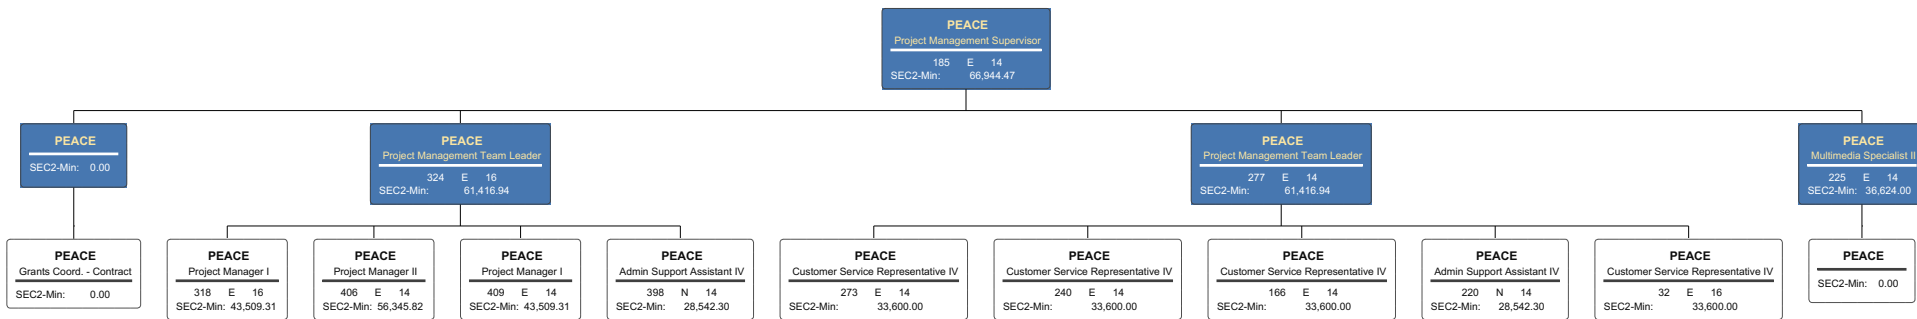 PEACE
Project Management Supervisor
185 E 14
SEC2-Min: 66,944.47
PEACE
SEC2-Min: 0.00
PEACE
Project Management Team Leader
324 E 16
SEC2-Min: 61,416.94
PEACE
Project Management Team Leader
277 E 14
SEC2-Min: 61,416.94
PEACE
Multimedia Specialist II
225 E 14
SEC2-Min: 36,624.00
PEACE
Grants Coord. - Contract
SEC2-Min: 0.00
PEACE
Project Manager I
318 E 16
SEC2-Min: 43,509.31
PEACE
Project Manager II
406 E 14
SEC2-Min: 56,345.82
PEACE
Project Manager I
409 E 14
SEC2-Min: 43,509.31
PEACE
Admin Support Assistant IV
398 N 14
SEC2-Min: 28,542.30
PEACE
Customer Service Representative IV
273 E 14
SEC2-Min: 33,600.00
PEACE
Customer Service Representative IV
240 E 14
SEC2-Min: 33,600.00
PEACE
Customer Service Representative IV
166 E 14
SEC2-Min: 33,600.00
PEACE
Admin Support Assistant IV
220 N 14
SEC2-Min: 28,542.30
PEACE
Customer Service Representative IV
32 E 16
SEC2-Min: 33,600.00
PEACE
SEC2-Min: 0.00